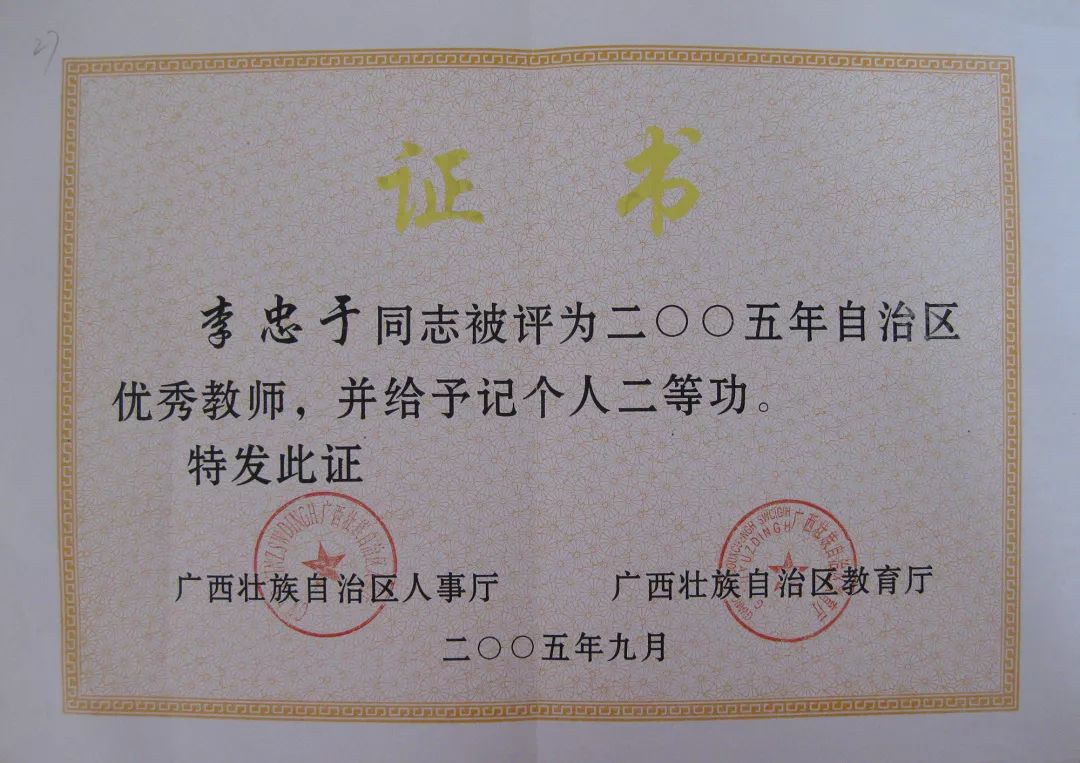 27
证书
李忠于同志被评为二〇〇五年自治区
优秀教师，并给予记个人二等功。
特发此证
广西壮族自治区人事厅
广西壮族自治区教育厅
二〇〇五年九月